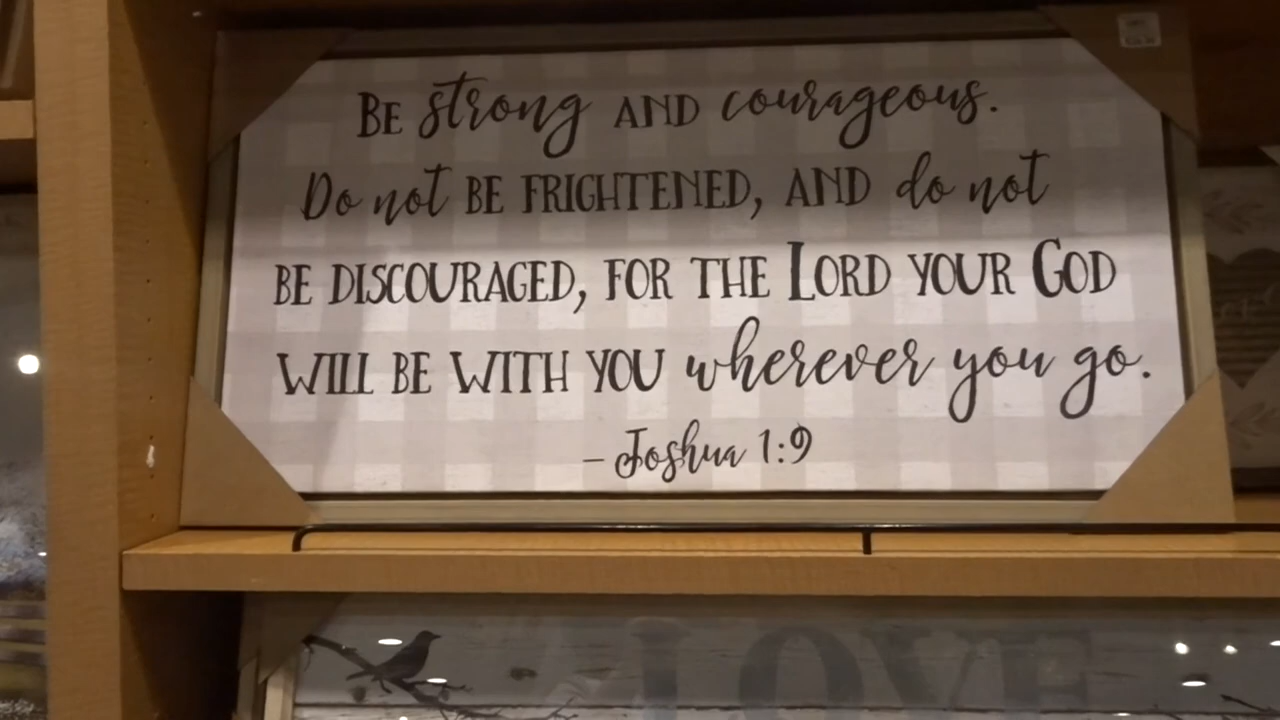 BE strong AND courageous.
Do not BE FRIGHTENED, AND do not
BE DISCOURAGED, FOR THE LORD YOUR GOD
WILL BE WITH YOU wherever you go.
– Joshua 1:9
LOVE